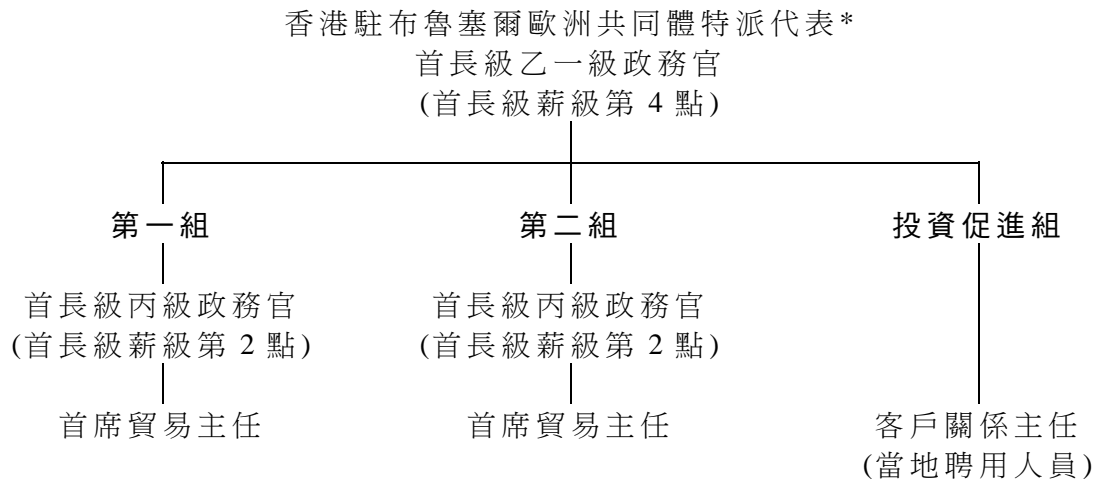 香港駐布魯塞爾歐洲共同體特派代表*
首長級乙一級政務官
(首長級薪級第 4 點)
第一組
第二組
投資促進組
首長級丙級政務官
(首長級薪級第 2 點)
首長級丙級政務官
(首長級薪級第 2 點)
首席貿易主任
首席貿易主任
客戶關係主任
(當地聘用人員)